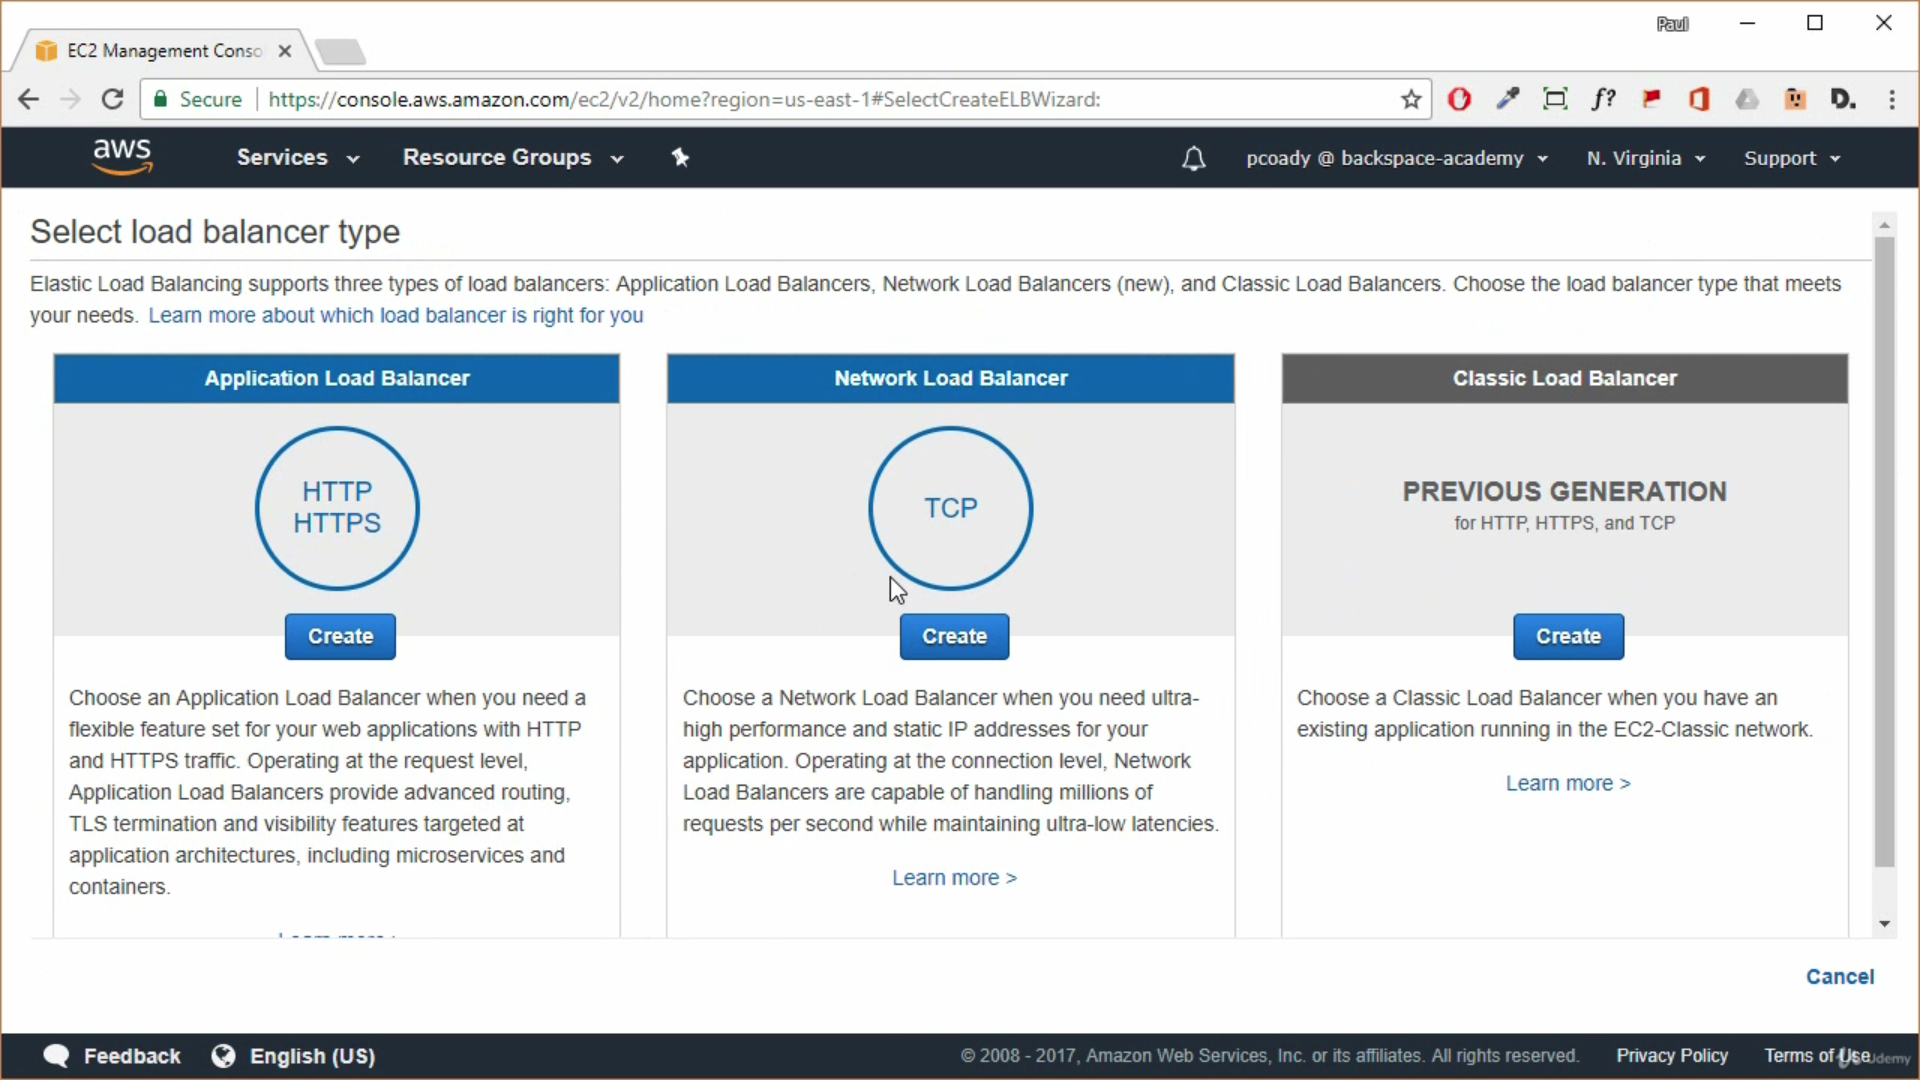 Paul
EC2 Management Conso
Secure
https://console.aws.amazon.com/ec2/v2/home?region=us-east-1#SelectCreateELBWizard:
f?
D.
aws
Services
Resource Groups
pcoady @ backspace-academy
N. Virginia
Support
Select load balancer type
Elastic Load Balancing supports three types of load balancers: Application Load Balancers, Network Load Balancers (new), and Classic Load Balancers. Choose the load balancer type that meets
your needs. Learn more about which load balancer is right for you
Application Load Balancer
HTTP
HTTPS
Create
Choose an Application Load Balancer when you need a
flexible feature set for your web applications with HTTP
and HTTPS traffic. Operating at the request level,
Application Load Balancers provide advanced routing,
TLS termination and visibility features targeted at
application architectures, including microservices and
containers.
Network Load Balancer
TCP
Create
Choose a Network Load Balancer when you need ultra-
high performance and static IP addresses for your
application. Operating at the connection level, Network
Load Balancers are capable of handling millions of
requests per second while maintaining ultra-low latencies.
Learn more >
Classic Load Balancer
PREVIOUS GENERATION
for HTTP, HTTPS, and TCP
Create
Choose a Classic Load Balancer when you have an
existing application running in the EC2-Classic network.
Learn more >
Cancel
Feedback
English (US)
© 2008 - 2017, Amazon Web Services, Inc. or its affiliates. All rights reserved.
Privacy Policy
Terms of Use
Udemy